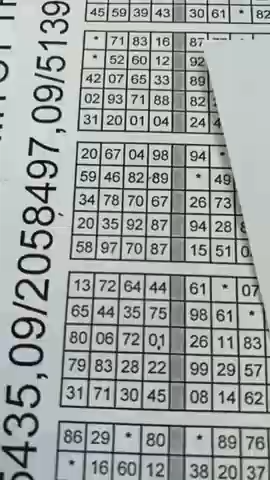 45 59 39 43 30 61 * 82
* 71 83 16 87
* 52 60 12 92
42 07 65 33 89
02 93 71 88 82
31 20 01 04 24
20 67 04 98 94 *
59 46 82 89 * 49
34 78 70 67 26 73
20 35 92 87 94 28
58 97 70 87 15 51
13 72 64 44 61 * 07
65 44 35 75 98 61 *
80 06 72 01 26 11 83
79 83 28 22 99 29 57
31 71 30 45 08 14 62
86 29 * 80 * 89 76
* 16 60 12 38 20 37
5435,09/2058497,09/5139